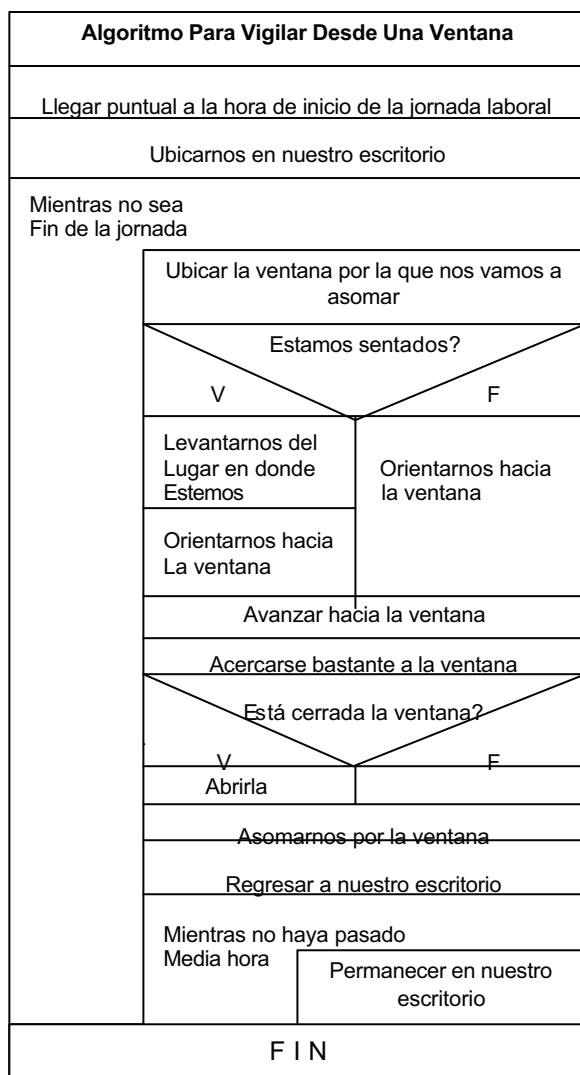 Algoritmo Para Vigilar Desde Una Ventana
Llegar puntual a la hora de inicio de la jornada laboral
Ubicarnos en nuestro escritorio
Mientras no sea
Fin de la jornada
Ubicar la ventana por la que nos vamos a
asomar
Estamos sentados?
V F
Levantarnos del
Lugar en donde
Estemos
Orientarnos hacia
La ventana
Orientarnos hacia
la ventana
Avanzar hacia la ventana
Acercarse bastante a la ventana
Está cerrada la ventana?
V F
Abrirla
Asomarnos por la ventana
Regresar a nuestro escritorio
Mientras no haya pasado
Media hora
Permanecer en nuestro
escritorio
F I N